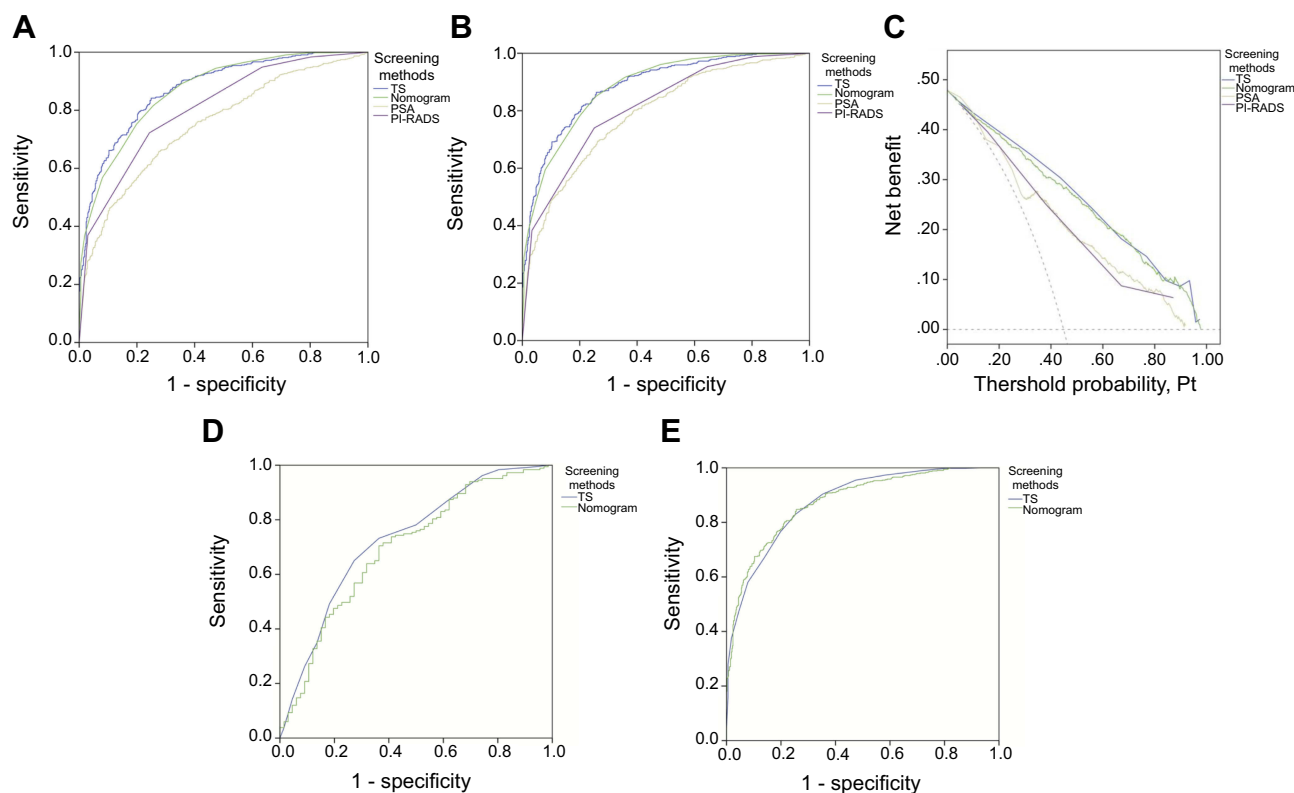 A
Sensitivity
1.0
0.8
0.6
0.4
0.2
0.0
0.0 0.2 0.4 0.6 0.8 1.0
1 - specificity
Screening
methods
TS
Nomogram
PSA
PI-RADS
B
Sensitivity
1.0
0.8
0.6
0.4
0.2
0.0
0.0 0.2 0.4 0.6 0.8 1.0
1 - specificity
Screening
methods
TS
Nomogram
PSA
PI-RADS
C
Net benefit
.50
.40
.30
.20
.10
.00
.00 .20 .40 .60 .80 1.00
Thershold probability, Pt
Screening
methods
TS
Nomogram
PSA
PI-RADS
D
Sensitivity
1.0
0.8
0.6
0.4
0.2
0.0
0.0 0.2 0.4 0.6 0.8 1.0
1 - specificity
Screening
methods
TS
Nomogram
E
Sensitivity
1.0
0.8
0.6
0.4
0.2
0.0
0.0 0.2 0.4 0.6 0.8 1.0
1 - specificity
Screening
methods
TS
Nomogram